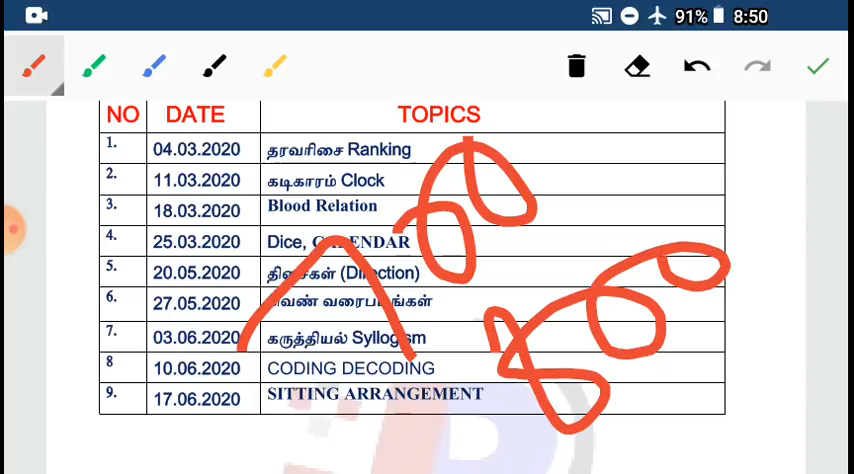 91% 8:50
NO DATE TOPICS
1. 04.03.2020 தரவரிசை Ranking
2. 11.03.2020 கடிகாரம் Clock
3. 18.03.2020 Blood Relation
4. 25.03.2020 Dice, CALENDAR
5. 20.05.2020 திசைகள் (Direction)
6. 27.05.2020 வெண் வரைபடங்கள்
7. 03.06.2020 கருத்தியல் Syllogism
8 10.06.2020 CODING DECODING
9. 17.06.2020 SITTING ARRANGEMENT